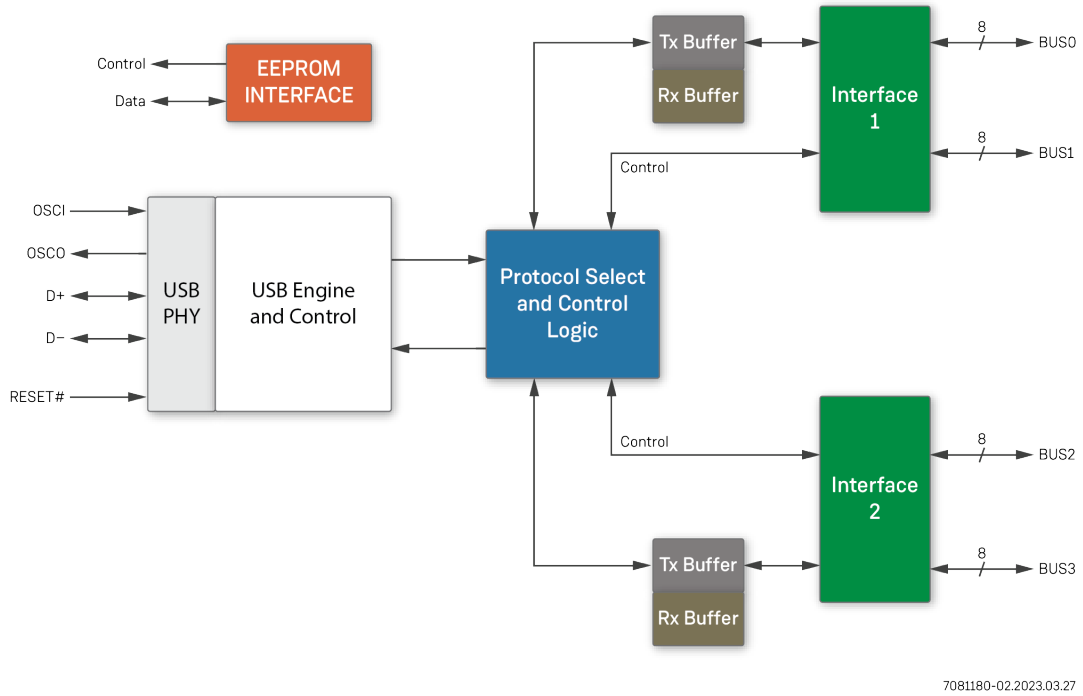 Control
Data
EEPROM
INTERFACE
Tx Buffer
Rx Buffer
Interface
1
8
BUS0
8
BUS1
Control
OSCI
OSCO
D+
D−
RESET#
USB
PHY
USB Engine
and Control
Protocol Select
and Control
Logic
Control
Interface
2
8
BUS2
8
BUS3
Tx Buffer
Rx Buffer
7081180-02.2023.03.27